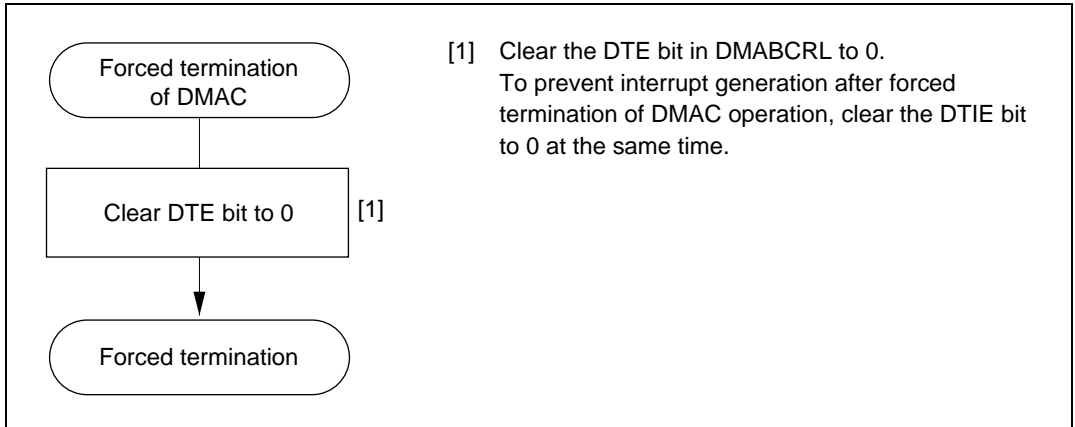 Forced termination
of DMAC
Clear DTE bit to 0
[1]
Forced termination
[1] Clear the DTE bit in DMABCRL to 0.
To prevent interrupt generation after forced
termination of DMAC operation, clear the DTIE bit
to 0 at the same time.